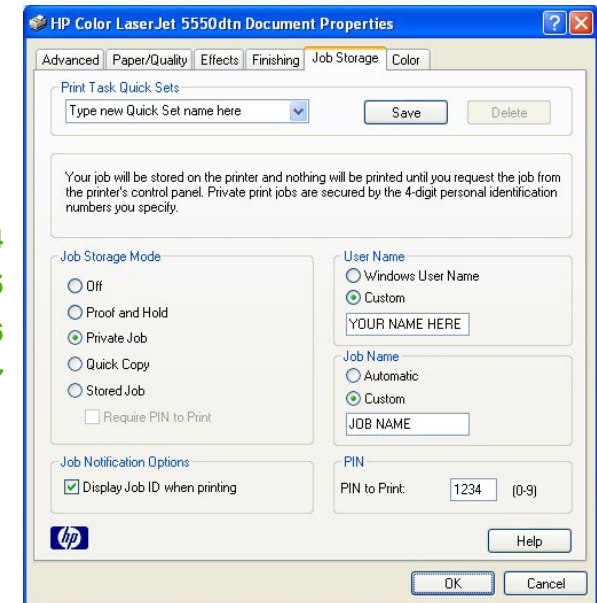 HP Color LaserJet 5550dtn Document Properties
Advanced Paper/Quality Effects Finishing Job Storage Color
Print Task Quick Sets
Type new Quick Set name here Save Delete
Your job will be stored on the printer and nothing will be printed until you request the job from
the printer's control panel. Private print jobs are secured by the 4-digit personal identification
numbers you specify.
Job Storage Mode
Off
Proof and Hold
Private Job
Quick Copy
Stored Job
Require PIN to Print
User Name
Windows User Name
Custom
YOUR NAME HERE
Job Name
Automatic
Custom
JOB NAME
Job Notification Options
Display Job ID when printing
PIN
PIN to Print: 1234 (0-9)
hp
Help
OK Cancel